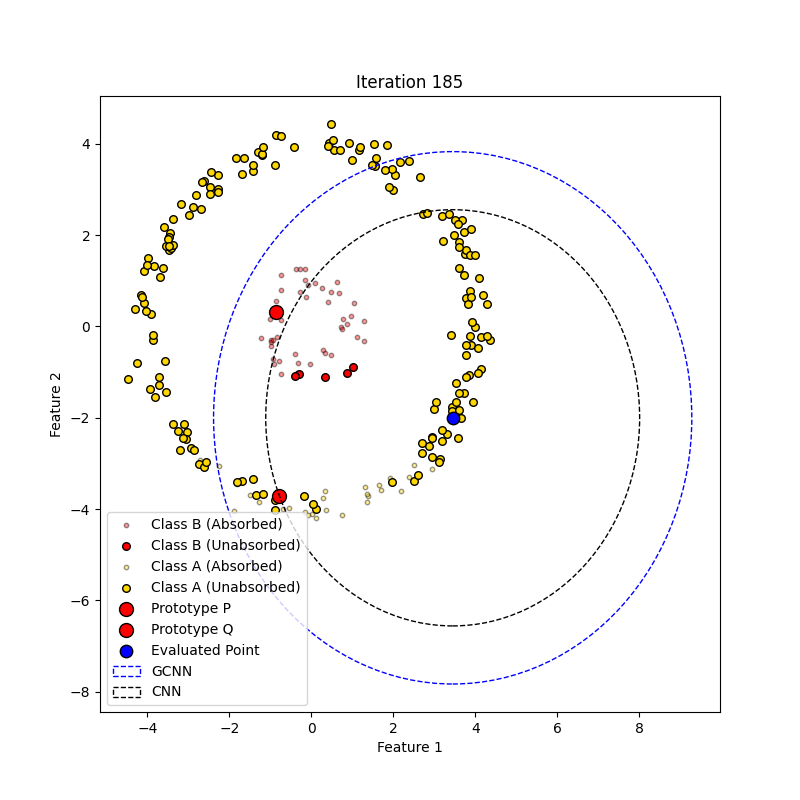 Iteration 185
Feature 2
4
2
0
−2
−4
−6
−8
Class B (Absorbed)
Class B (Unabsorbed)
Class A (Absorbed)
Class A (Unabsorbed)
Prototype P
Prototype Q
Evaluated Point
GCNN
CNN
−4 −2 0 2 4 6 8
Feature 1